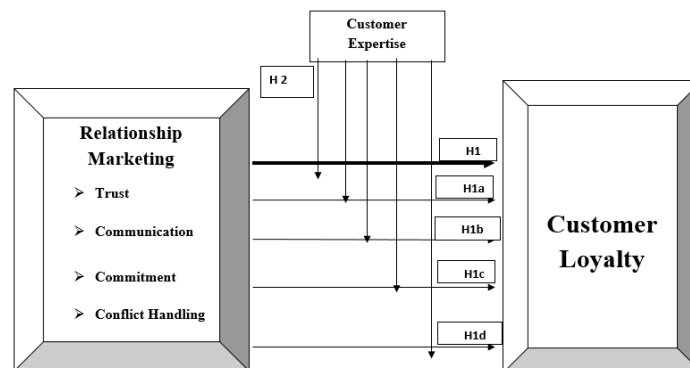 Customer
Expertise
H 2
Relationship
Marketing
➢ Trust
➢ Communication
➢ Commitment
➢ Conflict Handling
H1
H1a
H1b
H1c
H1d
Customer
Loyalty